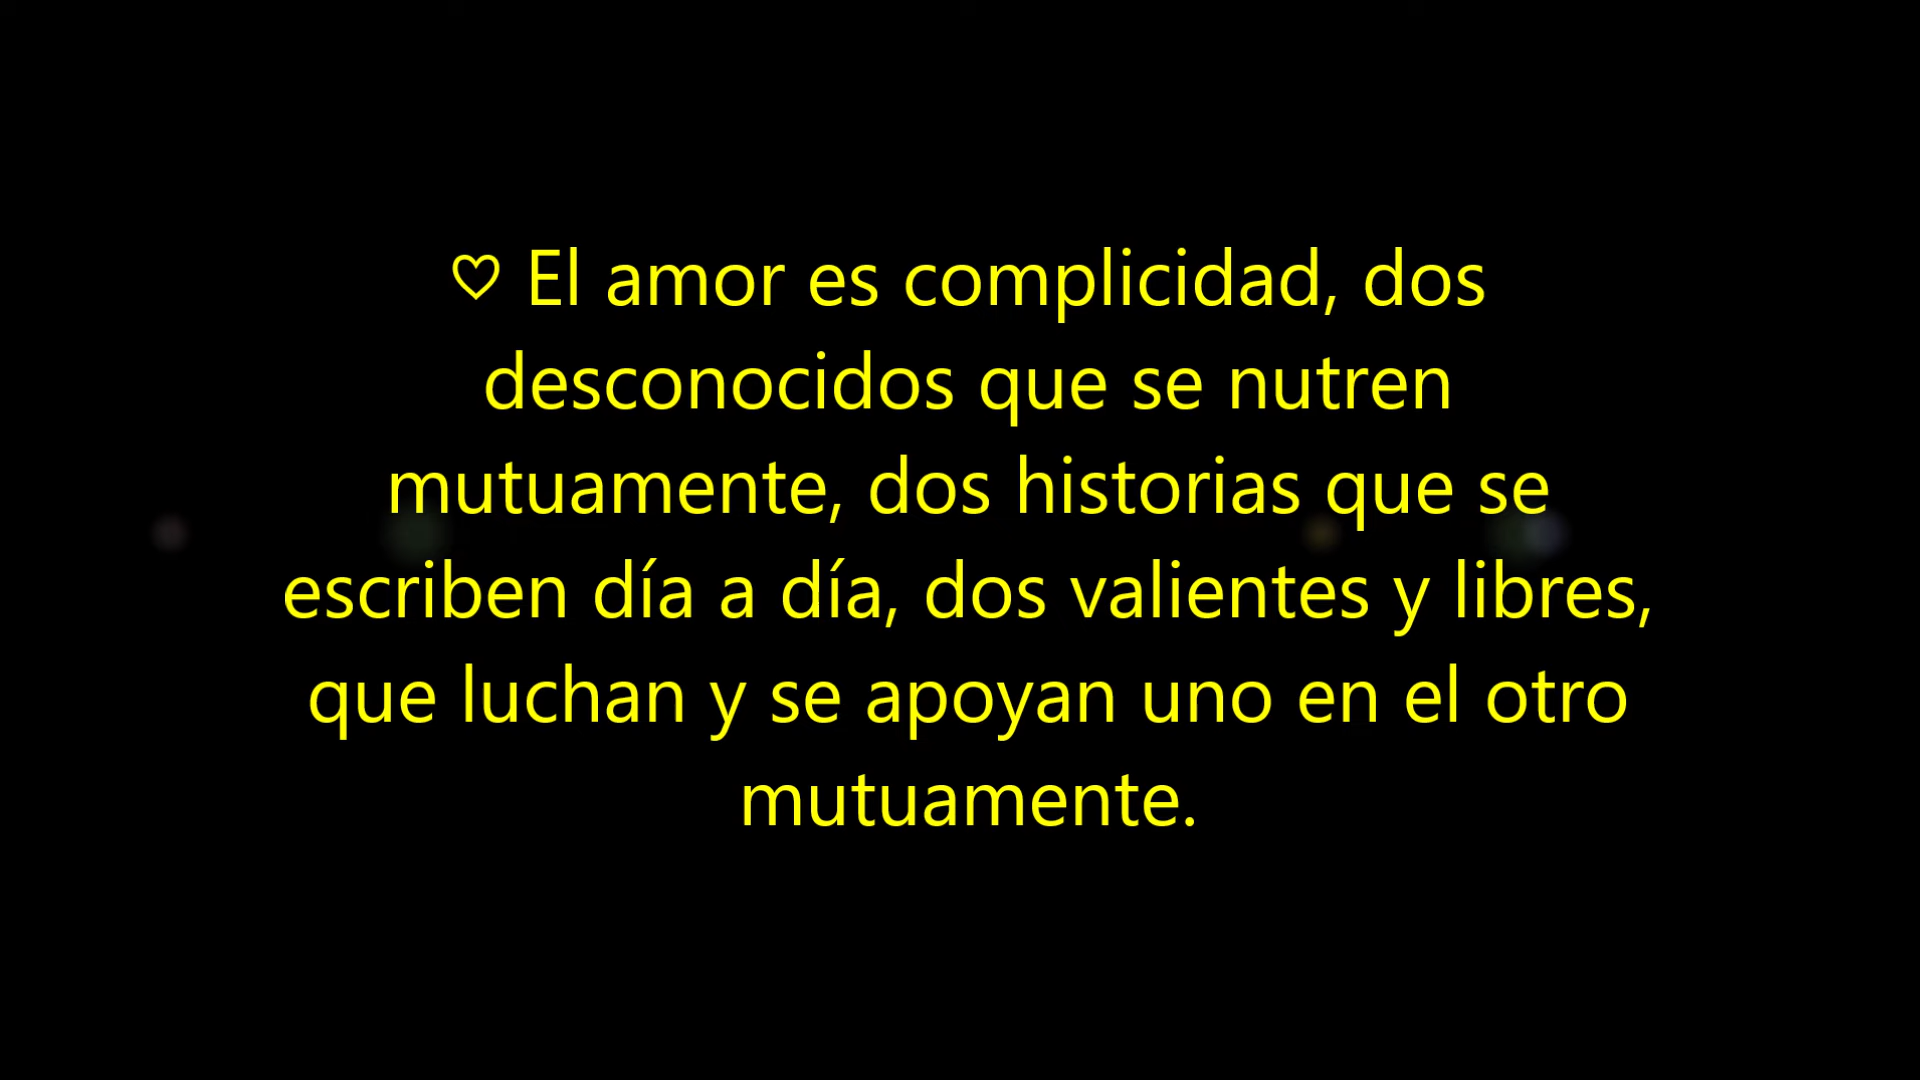 ♡ El amor es complicidad, dos
desconocidos que se nutren
mutuamente, dos historias que se
escriben día a día, dos valientes y libres,
que luchan y se apoyan uno en el otro
mutuamente.